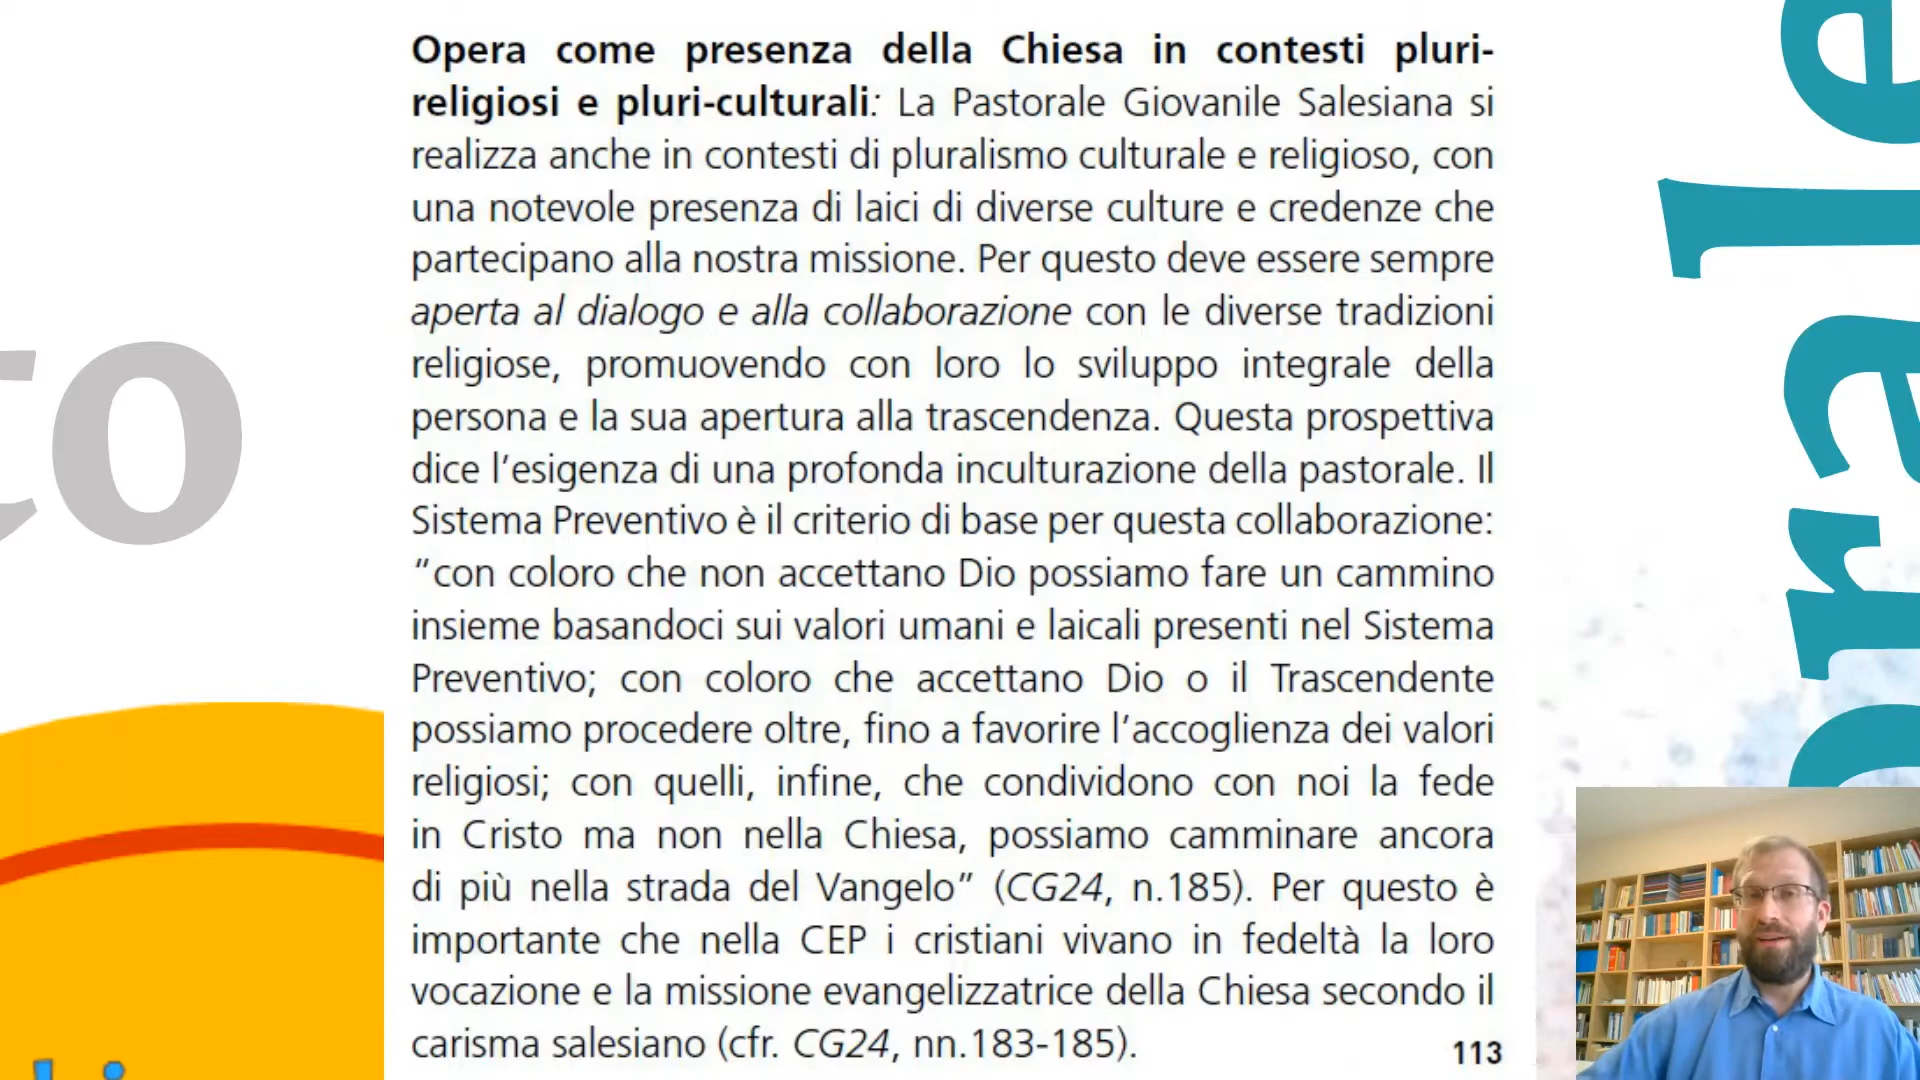 Opera come presenza della Chiesa in contesti pluri-
religiosi e pluri-culturali: La Pastorale Giovanile Salesiana si
realizza anche in contesti di pluralismo culturale e religioso, con
una notevole presenza di laici di diverse culture e credenze che
partecipano alla nostra missione. Per questo deve essere sempre
aperta al dialogo e alla collaborazione con le diverse tradizioni
religiose, promuovendo con loro lo sviluppo integrale della
persona e la sua apertura alla trascendenza. Questa prospettiva
dice l’esigenza di una profonda inculturazione della pastorale. Il
Sistema Preventivo è il criterio di base per questa collaborazione:
“con coloro che non accettano Dio possiamo fare un cammino
insieme basandoci sui valori umani e laicali presenti nel Sistema
Preventivo; con coloro che accettano Dio o il Trascendente
possiamo procedere oltre, fino a favorire l’accoglienza dei valori
religiosi; con quelli, infine, che condividono con noi la fede
in Cristo ma non nella Chiesa, possiamo camminare ancora
di più nella strada del Vangelo” (CG24, n.185). Per questo è
importante che nella CEP i cristiani vivano in fedeltà la loro
vocazione e la missione evangelizzatrice della Chiesa secondo il
carisma salesiano (cfr. CG24, nn.183-185).
113
to
orale